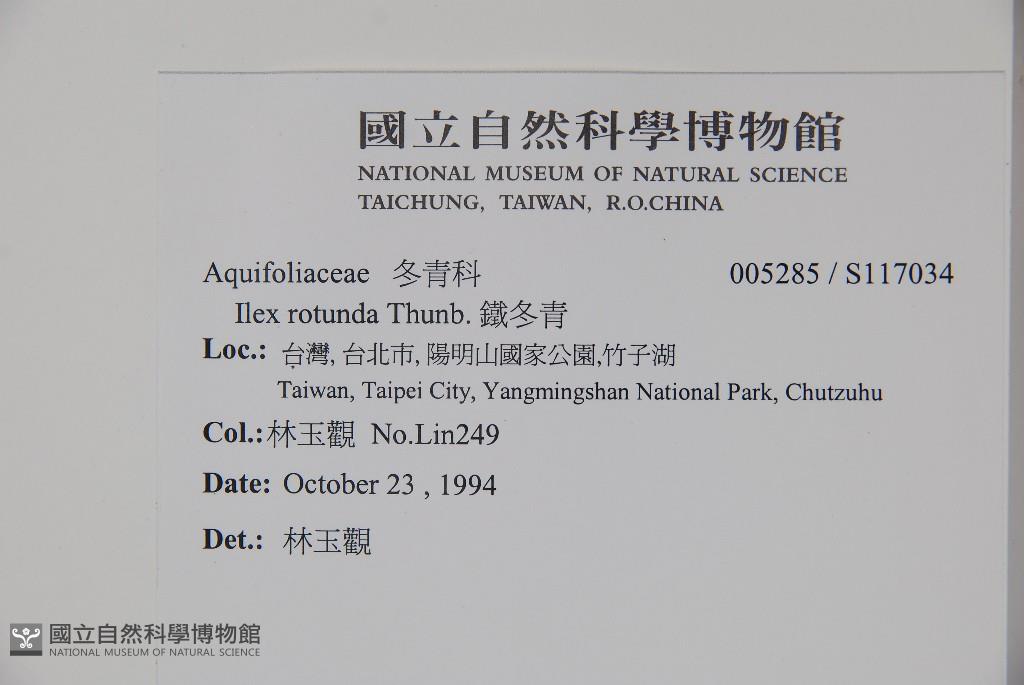 國立自然科學博物館
NATIONAL MUSEUM OF NATURAL SCIENCE
TAICHUNG, TAIWAN, R.O.CHINA
Aquifoliaceae 冬青科 005285 / S117034
Ilex rotunda Thunb. 鐵冬青
Loc.: 台灣, 台北市, 陽明山國家公園,竹子湖
Taiwan, Taipei City, Yangmingshan National Park, Chutzuhu
Col.:林玉觀 No.Lin249
Date: October 23 , 1994
Det.: 林玉觀
國立自然科學博物館
NATIONAL MUSEUM OF NATURAL SCIENCE